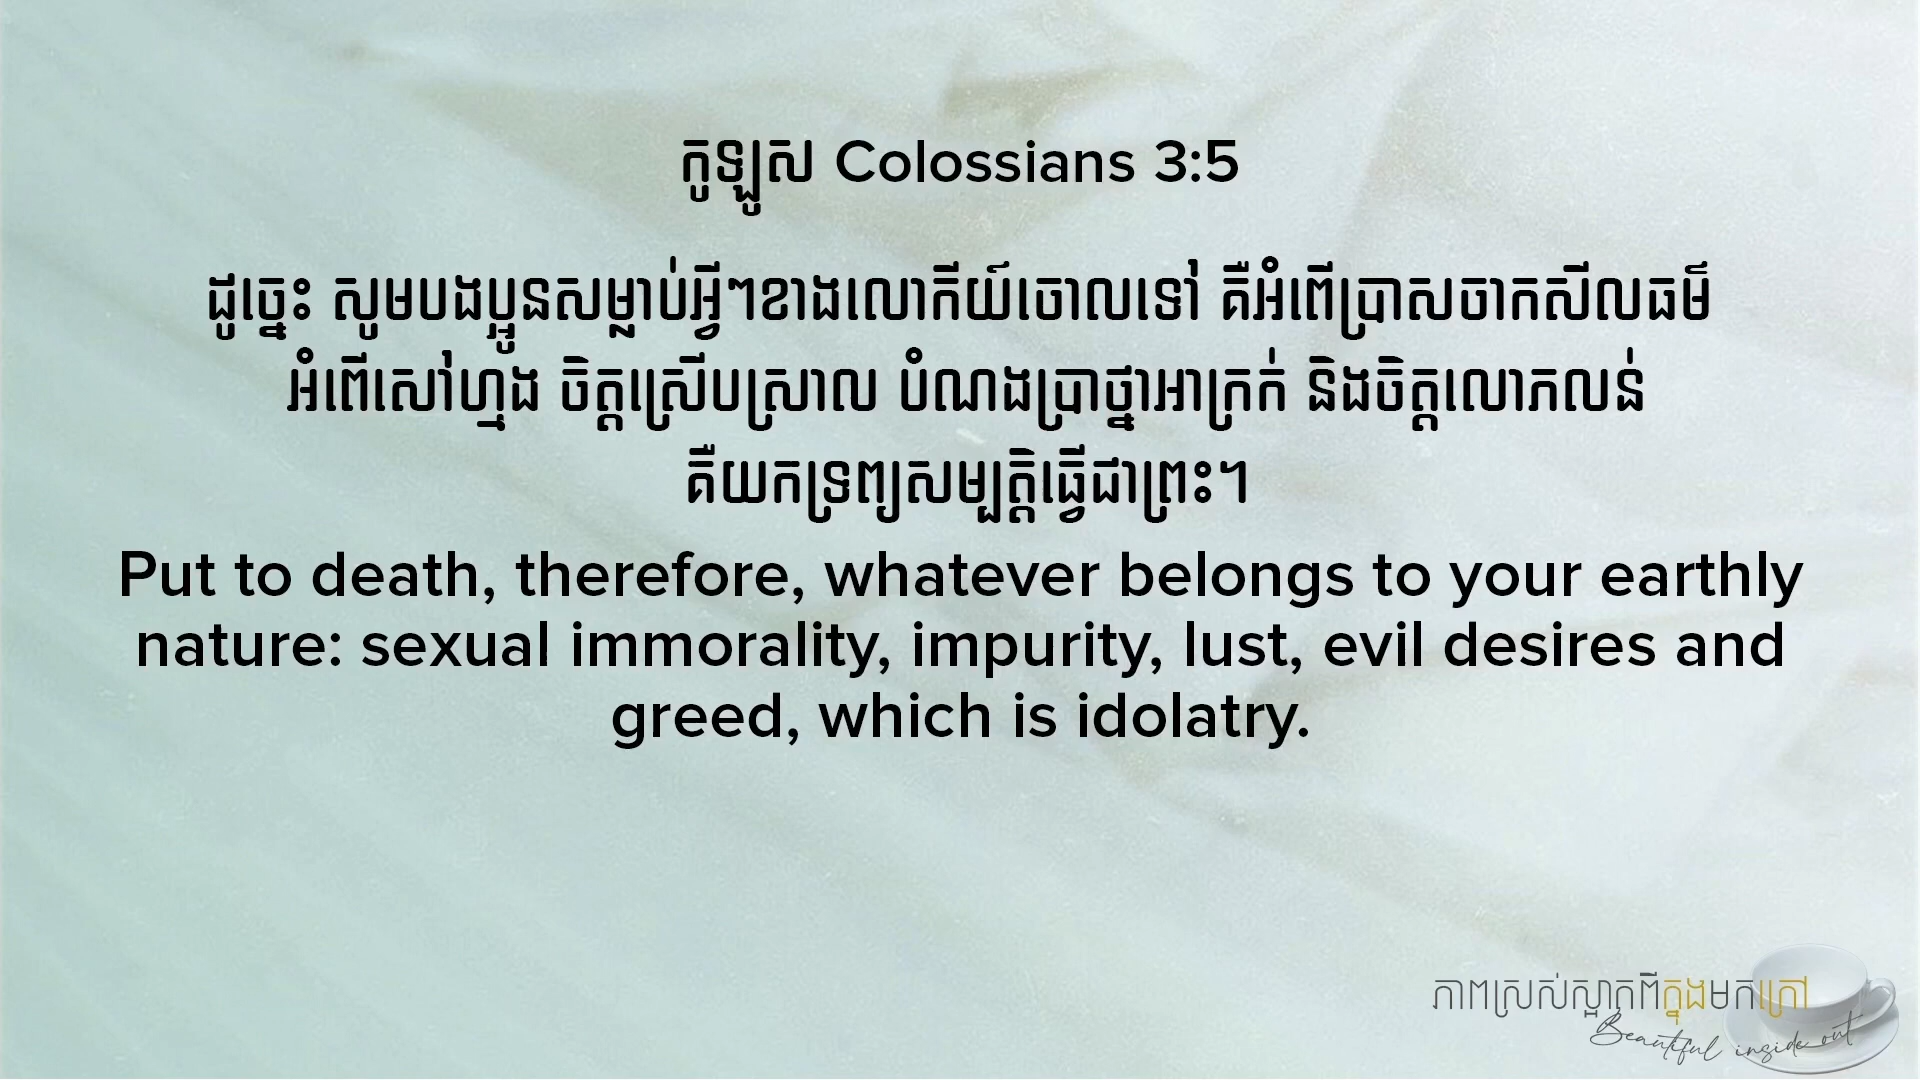 កូឡូស Colossians 3:5
ដូច្នេះ សូមបងប្អូនសម្លាប់អ្វីៗខាងលោកីយ៍ចោលទៅ គឺអំពើប្រាសចាកសីលធម៌
អំពើសៅហ្មង ចិត្តស្រើបស្រាល បំណងប្រាថ្នាអាក្រក់ និងចិត្តលោភលន់
គឺយកទ្រព្យសម្បត្តិធ្វើជាព្រះ។
Put to death, therefore, whatever belongs to your earthly
nature: sexual immorality, impurity, lust, evil desires and
greed, which is idolatry.
ភាពស្រស់ស្អាតពីក្នុងមកក្រៅ
Beautiful inside out